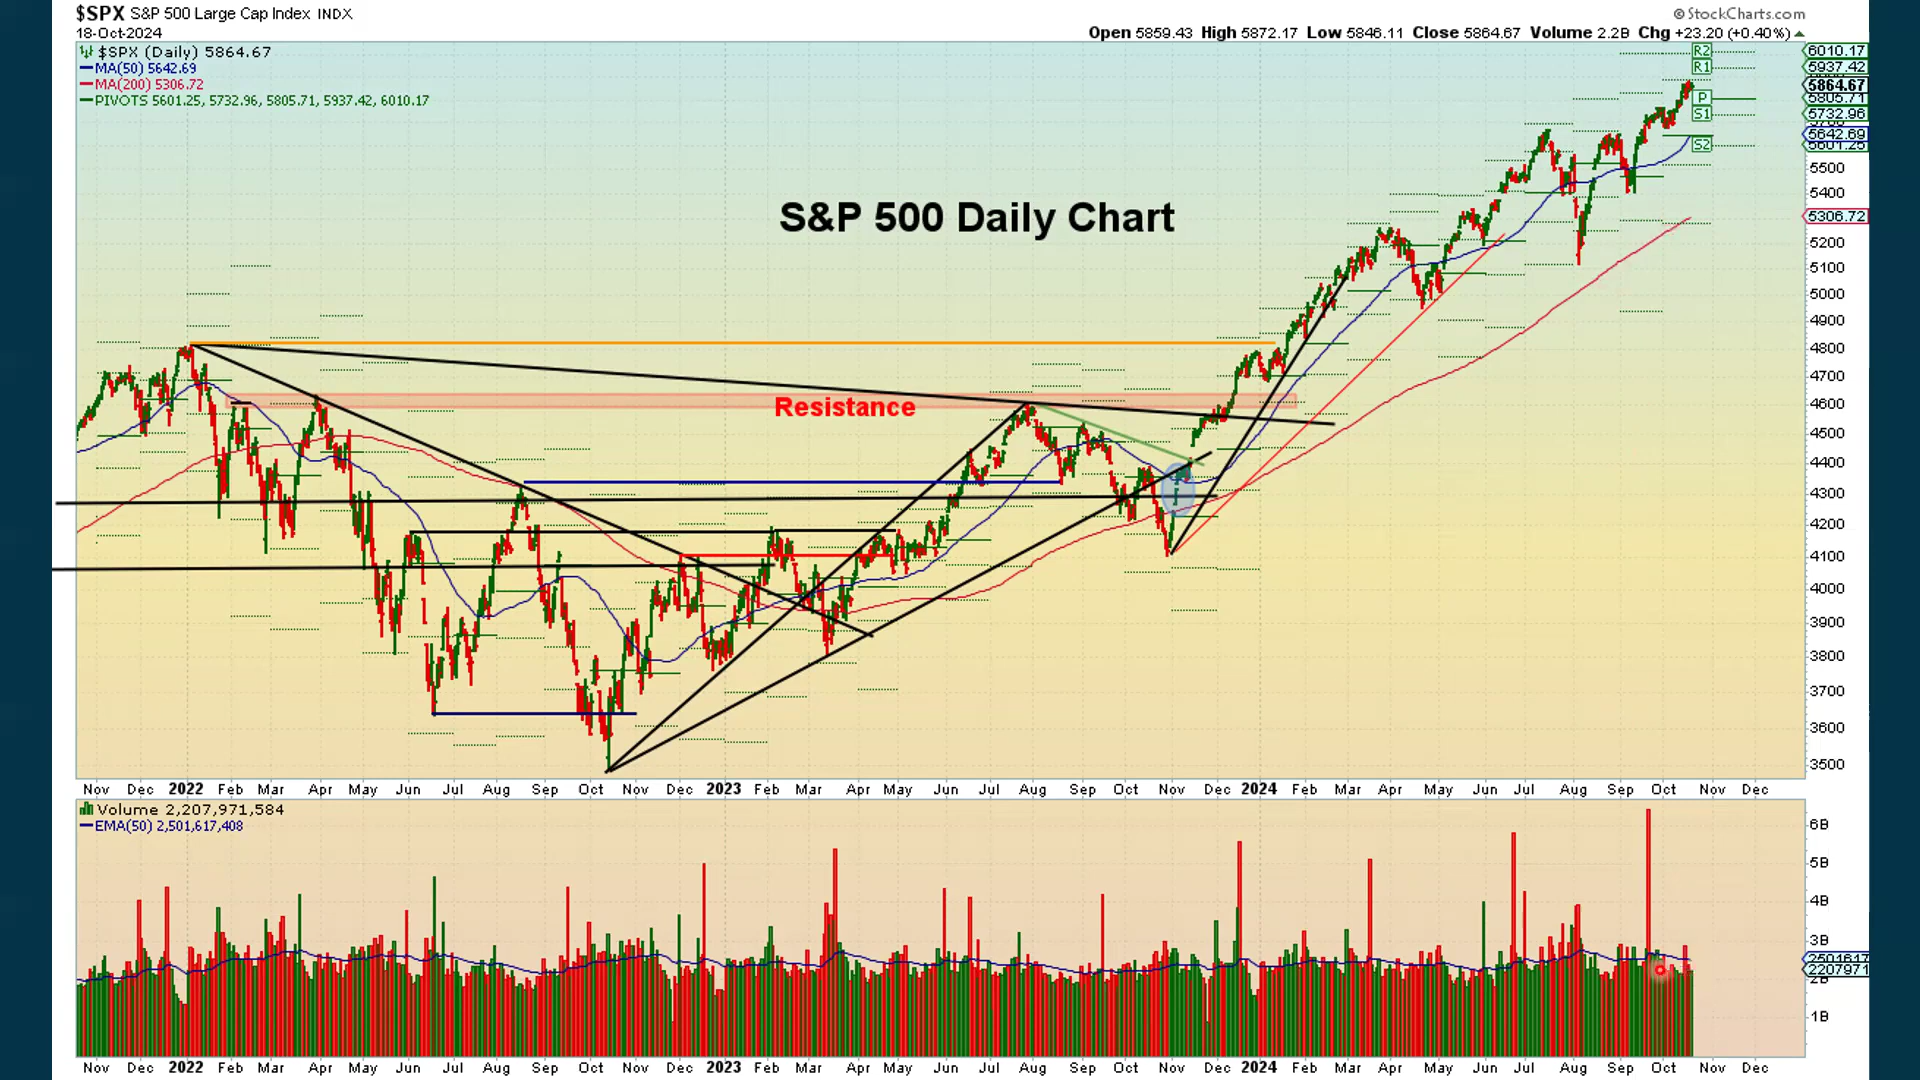 $SPX S&P 500 Large Cap Index INDX
© StockCharts.com
18-Oct-2024
Open 5859.43 High 5872.17 Low 5846.11 Close 5864.67 Volume 2.2B Chg +23.20 (+0.40%)
$SPX (Daily) 5864.67
MA(50) 5642.69
MA(200) 5306.72
PIVOTS 5601.25, 5732.96, 5805.71, 5937.42, 6010.17
R2 6010.17
R1 5937.42
5864.67
P 5805.71
S1 5732.96
5642.69
S2 5601.25
5500
5400
S&P 500 Daily Chart
5306.72
5200
5100
5000
4900
4800
4700
Resistance
4600
4500
4400
4300
4200
4100
4000
3900
3800
3700
3600
3500
Nov Dec 2022 Feb Mar Apr May Jun Jul Aug Sep Oct Nov Dec 2023 Feb Mar Apr May Jun Jul Aug Sep Oct Nov Dec 2024 Feb Mar Apr May Jun Jul Aug Sep Oct Nov Dec
Volume 2,207,971,584
EMA(50) 2,501,617,408
6B
5B
4B
3B
2501617
2207971
2B
1B
Nov Dec 2022 Feb Mar Apr May Jun Jul Aug Sep Oct Nov Dec 2023 Feb Mar Apr May Jun Jul Aug Sep Oct Nov Dec 2024 Feb Mar Apr May Jun Jul Aug Sep Oct Nov Dec